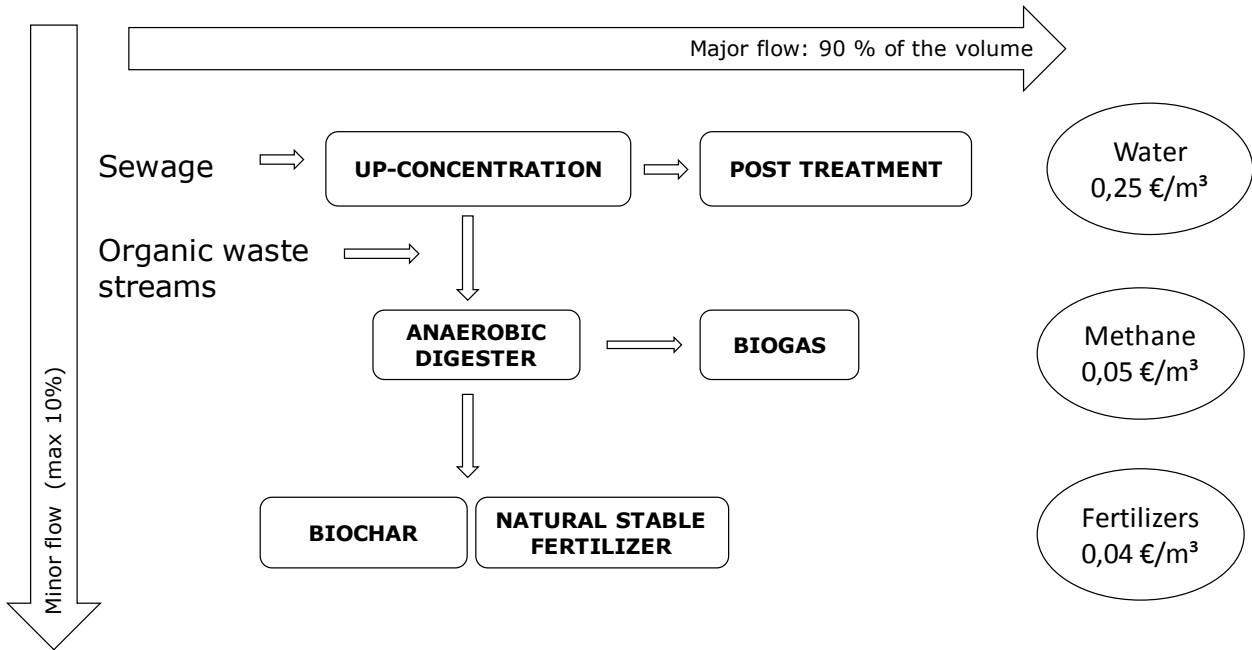 Major flow: 90 % of the volume
Sewage
UP-CONCENTRATION
POST TREATMENT
Water
0,25 €/m³
Organic waste
streams
ANAEROBIC
DIGESTER
BIOGAS
Methane
0,05 €/m³
Minor flow (max 10%)
BIOCHAR
NATURAL STABLE
FERTILIZER
Fertilizers
0,04 €/m³